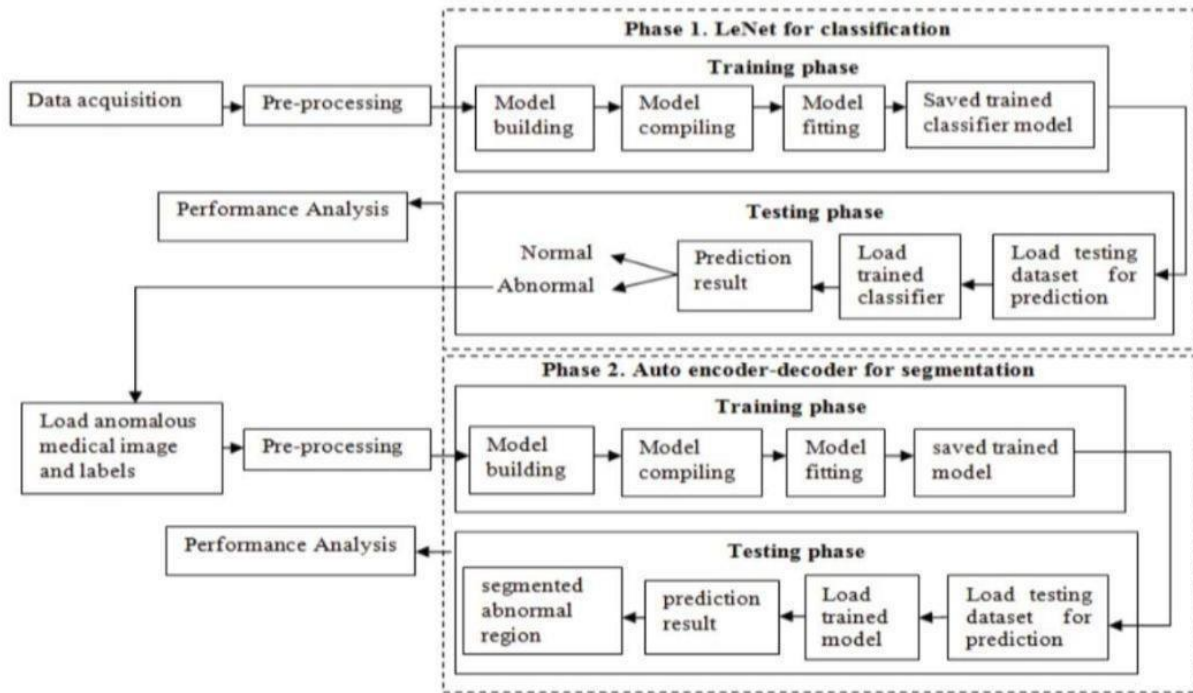 Phase 1. LeNet for classification
Training phase
Data acquisition
Pre-processing
Model
building
Model
compiling
Model
fitting
Saved trained
classifier model
Performance Analysis
Testing phase
Normal
Abnormal
Prediction
result
Load
trained
classifier
Load testing
dataset for
prediction
Phase 2. Auto encoder-decoder for segmentation
Training phase
Load anomalous
medical image
and labels
Pre-processing
Model
building
Model
compiling
Model
fitting
saved trained
model
Performance Analysis
Testing phase
segmented
abnormal
region
prediction
result
Load
trained
model
Load testing
dataset for
prediction